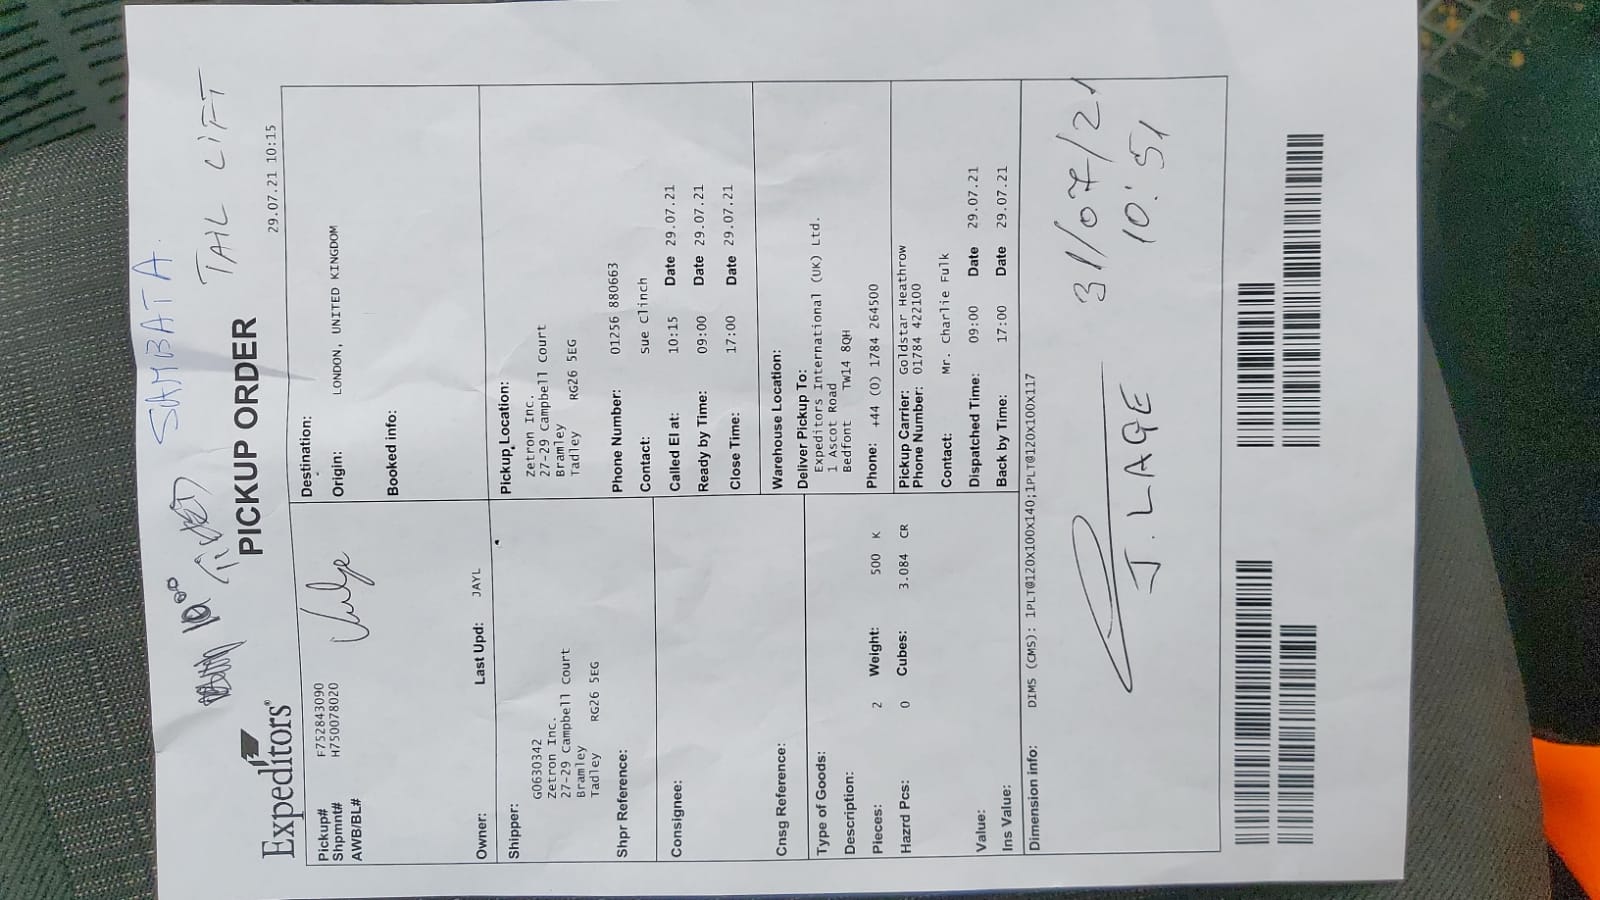 SAMBATA.
10⁰⁰
TAIL LIFT
Expeditors®
PICKUP ORDER
29.07.21 10:15
Pickup# F752843090
Shpmnt# H750078020
AWB/BL#
Owner:
Last Upd: JAYL
Destination:
Origin: LONDON, UNITED KINGDOM
Booked info:
Shipper:
G0630342
Zetron Inc.
27-29 Campbell Court
Bramley
Tadley RG26 5EG
Shpr Reference:
Pickup Location:
Zetron Inc.
27-29 Campbell Court
Bramley
Tadley RG26 5EG
Phone Number: 01256 880663
Contact: Sue Clinch
Called EI at: 10:15 Date 29.07.21
Ready by Time: 09:00 Date 29.07.21
Close Time: 17:00 Date 29.07.21
Consignee:
Cnsg Reference:
Warehouse Location:
Deliver Pickup To:
Expeditors International (UK) Ltd.
1 Ascot Road
Bedfont TW14 8QH
Phone: +44 (0) 1784 264500
Type of Goods:
Description:
Pieces: 2 Weight: 500 K
Hazrd Pcs: 0 Cubes: 3.084 CR
Value:
Ins Value:
Pickup Carrier: Goldstar Heathrow
Phone Number: 01784 422100
Contact: Mr. Charlie Fulk
Dispatched Time: 09:00 Date 29.07.21
Back by Time: 17:00 Date 29.07.21
Dimension info: DIMS (CMS): 1PLT@120X100X140;1PLT@120X100X117
31/07/21
J. LAGE 10:51